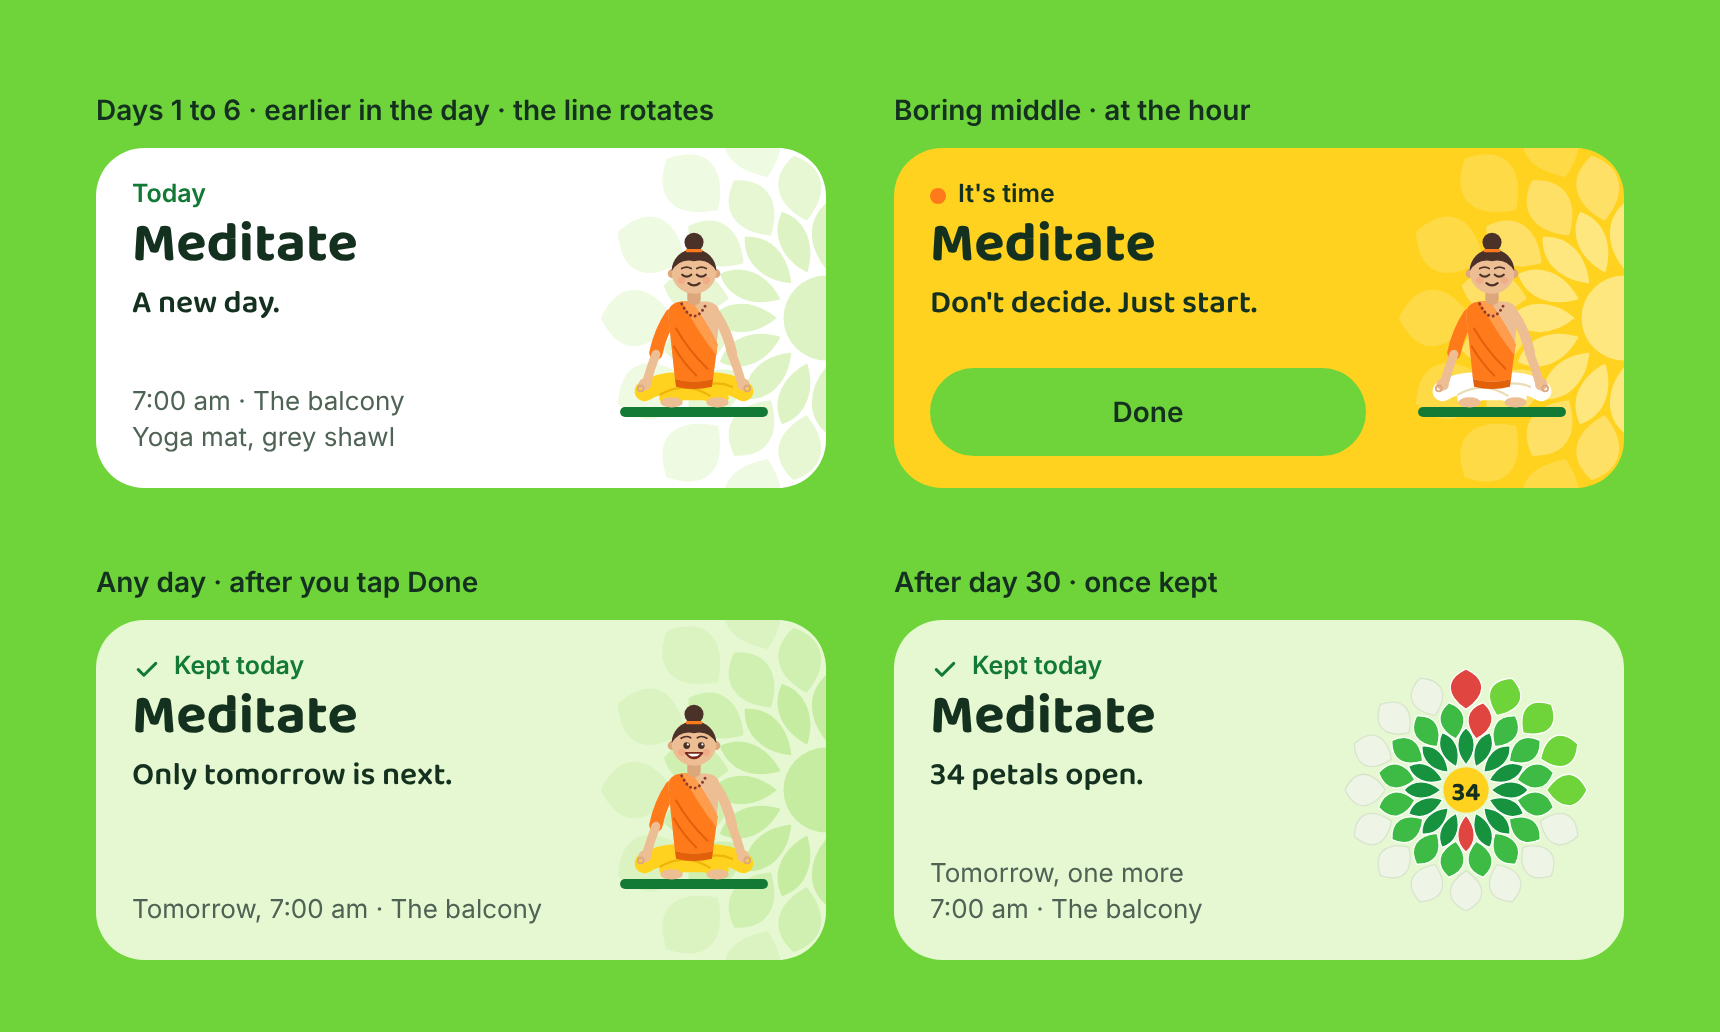 Days 1 to 6 · earlier in the day · the line rotates
Today
Meditate
A new day.
7:00 am · The balcony
Yoga mat, grey shawl
Boring middle · at the hour
It's time
Meditate
Don't decide. Just start.
Done
Any day · after you tap Done
Kept today
Meditate
Only tomorrow is next.
Tomorrow, 7:00 am · The balcony
After day 30 · once kept
Kept today
Meditate
34 petals open.
34
Tomorrow, one more
7:00 am · The balcony